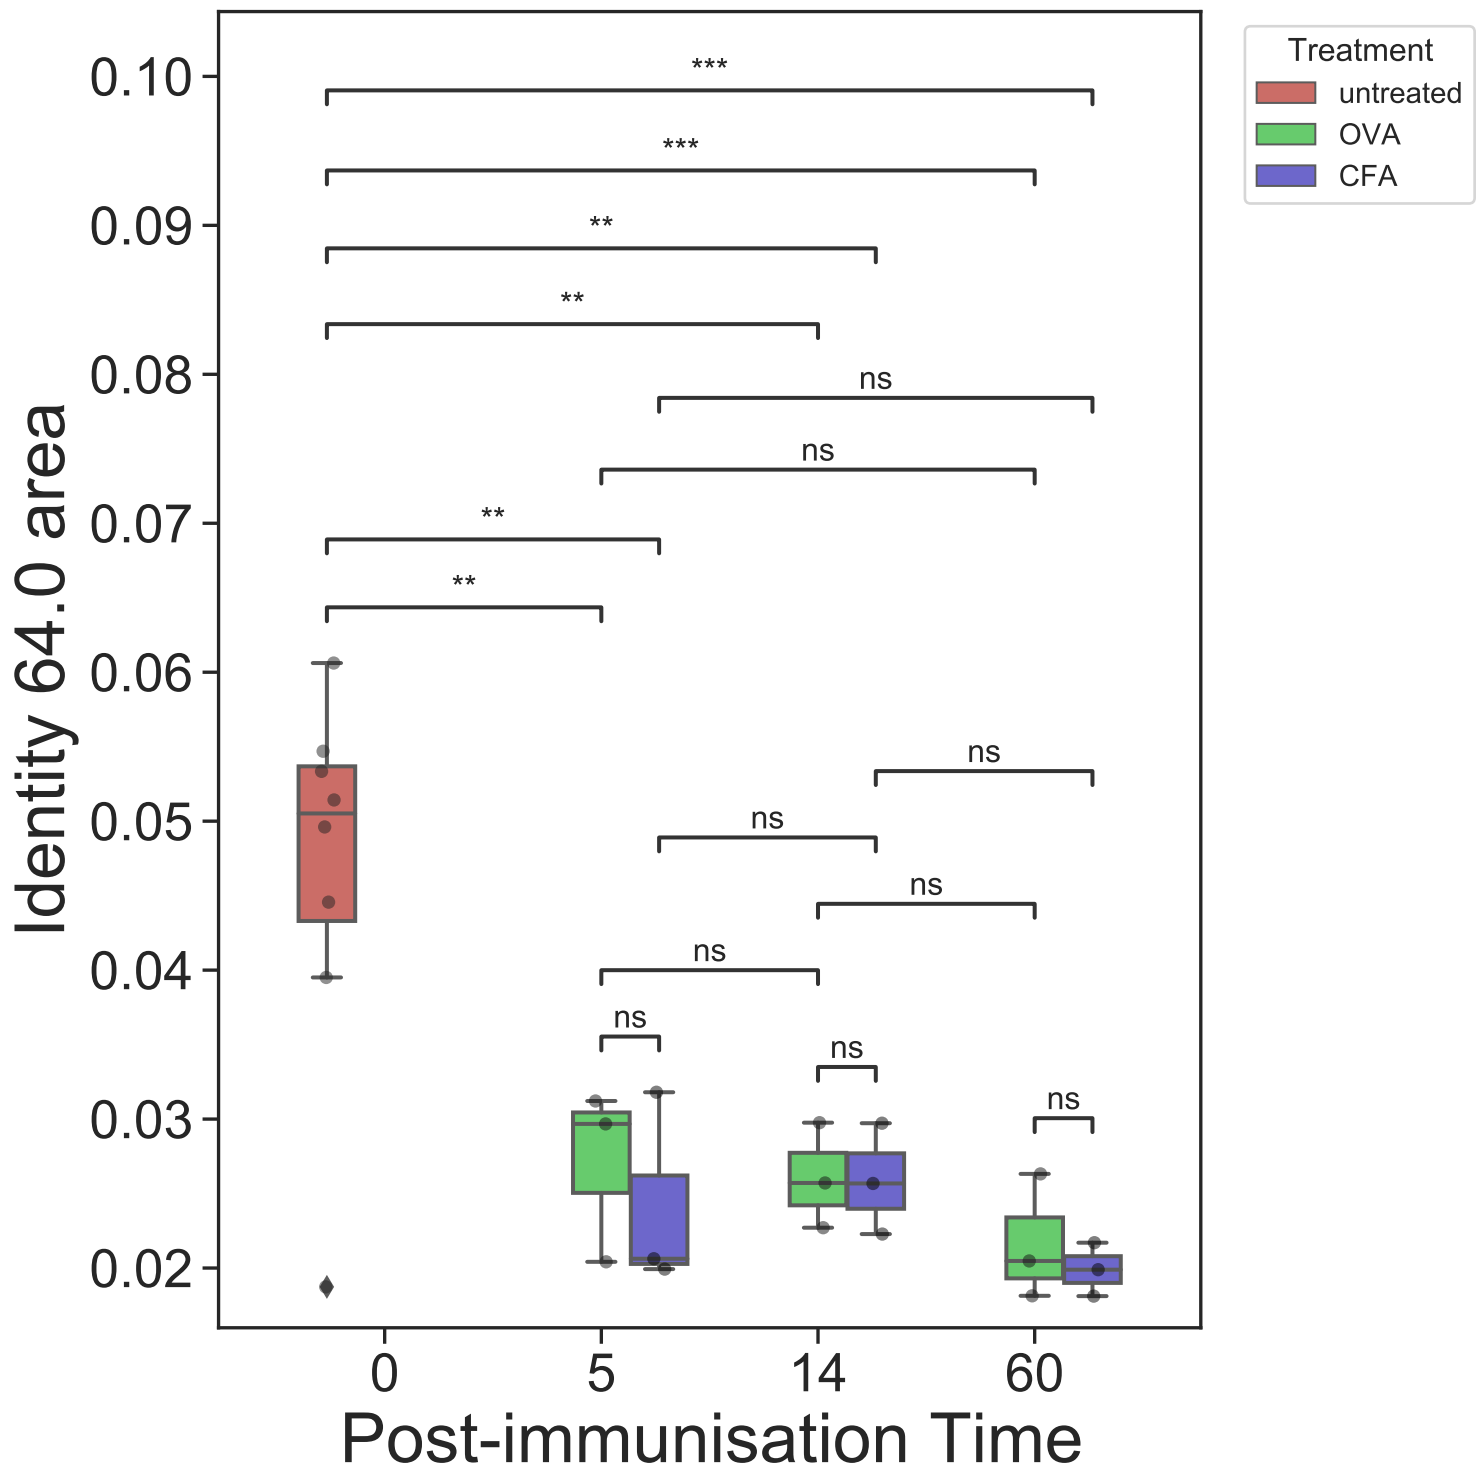 Treatment
untreated
OVA
CFA
Identity 64.0 area
0.10
0.09
0.08
0.07
0.06
0.05
0.04
0.03
0.02
***
***
**
**
ns
ns
**
**
ns
ns
ns
ns
ns
ns
ns
0 5 14 60
Post-immunisation Time